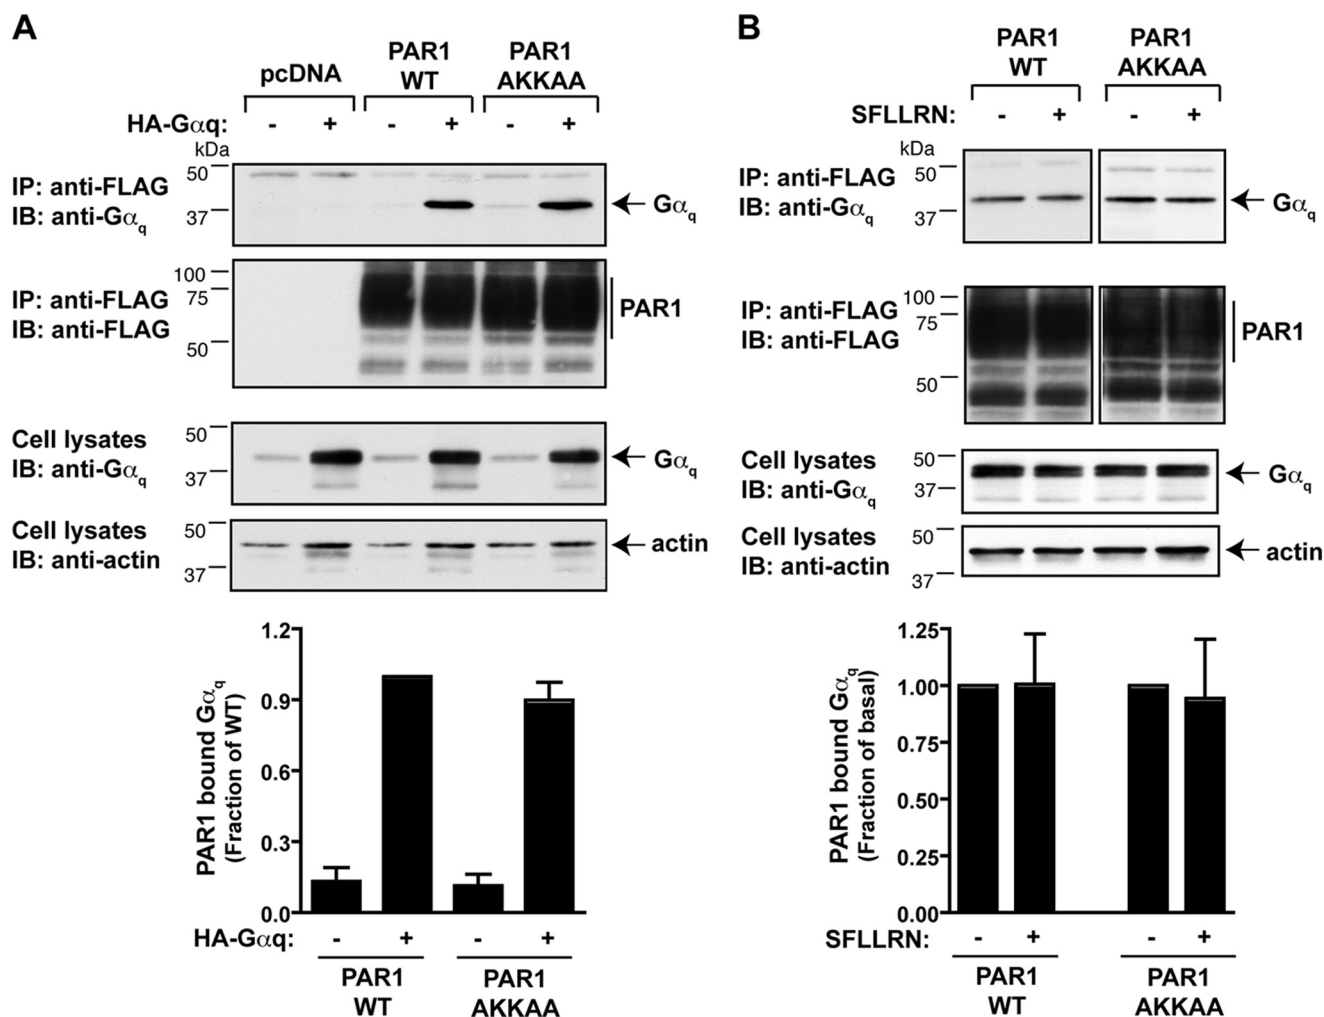 A
pcDNA
PAR1
WT
PAR1
AKKAA
HA-Gαq: - + - + - +
kDa
IP: anti-FLAG
IB: anti-Gαq
50
37
Gαq
IP: anti-FLAG
IB: anti-FLAG
100
75
50
PAR1
Cell lysates
IB: anti-Gαq
50
37
Gαq
Cell lysates
IB: anti-actin
50
37
actin
PAR1 bound Gαq
(Fraction of WT)
1.2
0.9
0.6
0.3
0.0
HA-Gαq: - + - +
PAR1
WT
PAR1
AKKAA
B
PAR1
WT
PAR1
AKKAA
SFLLRN: - + - +
kDa
IP: anti-FLAG
IB: anti-Gαq
50
37
Gαq
IP: anti-FLAG
IB: anti-FLAG
100
75
50
PAR1
Cell lysates
IB: anti-Gαq
50
37
Gαq
Cell lysates
IB: anti-actin
50
37
actin
PAR1 bound Gαq
(Fraction of basal)
1.25
1.00
0.75
0.50
0.25
0.00
SFLLRN: - + - +
PAR1
WT
PAR1
AKKAA